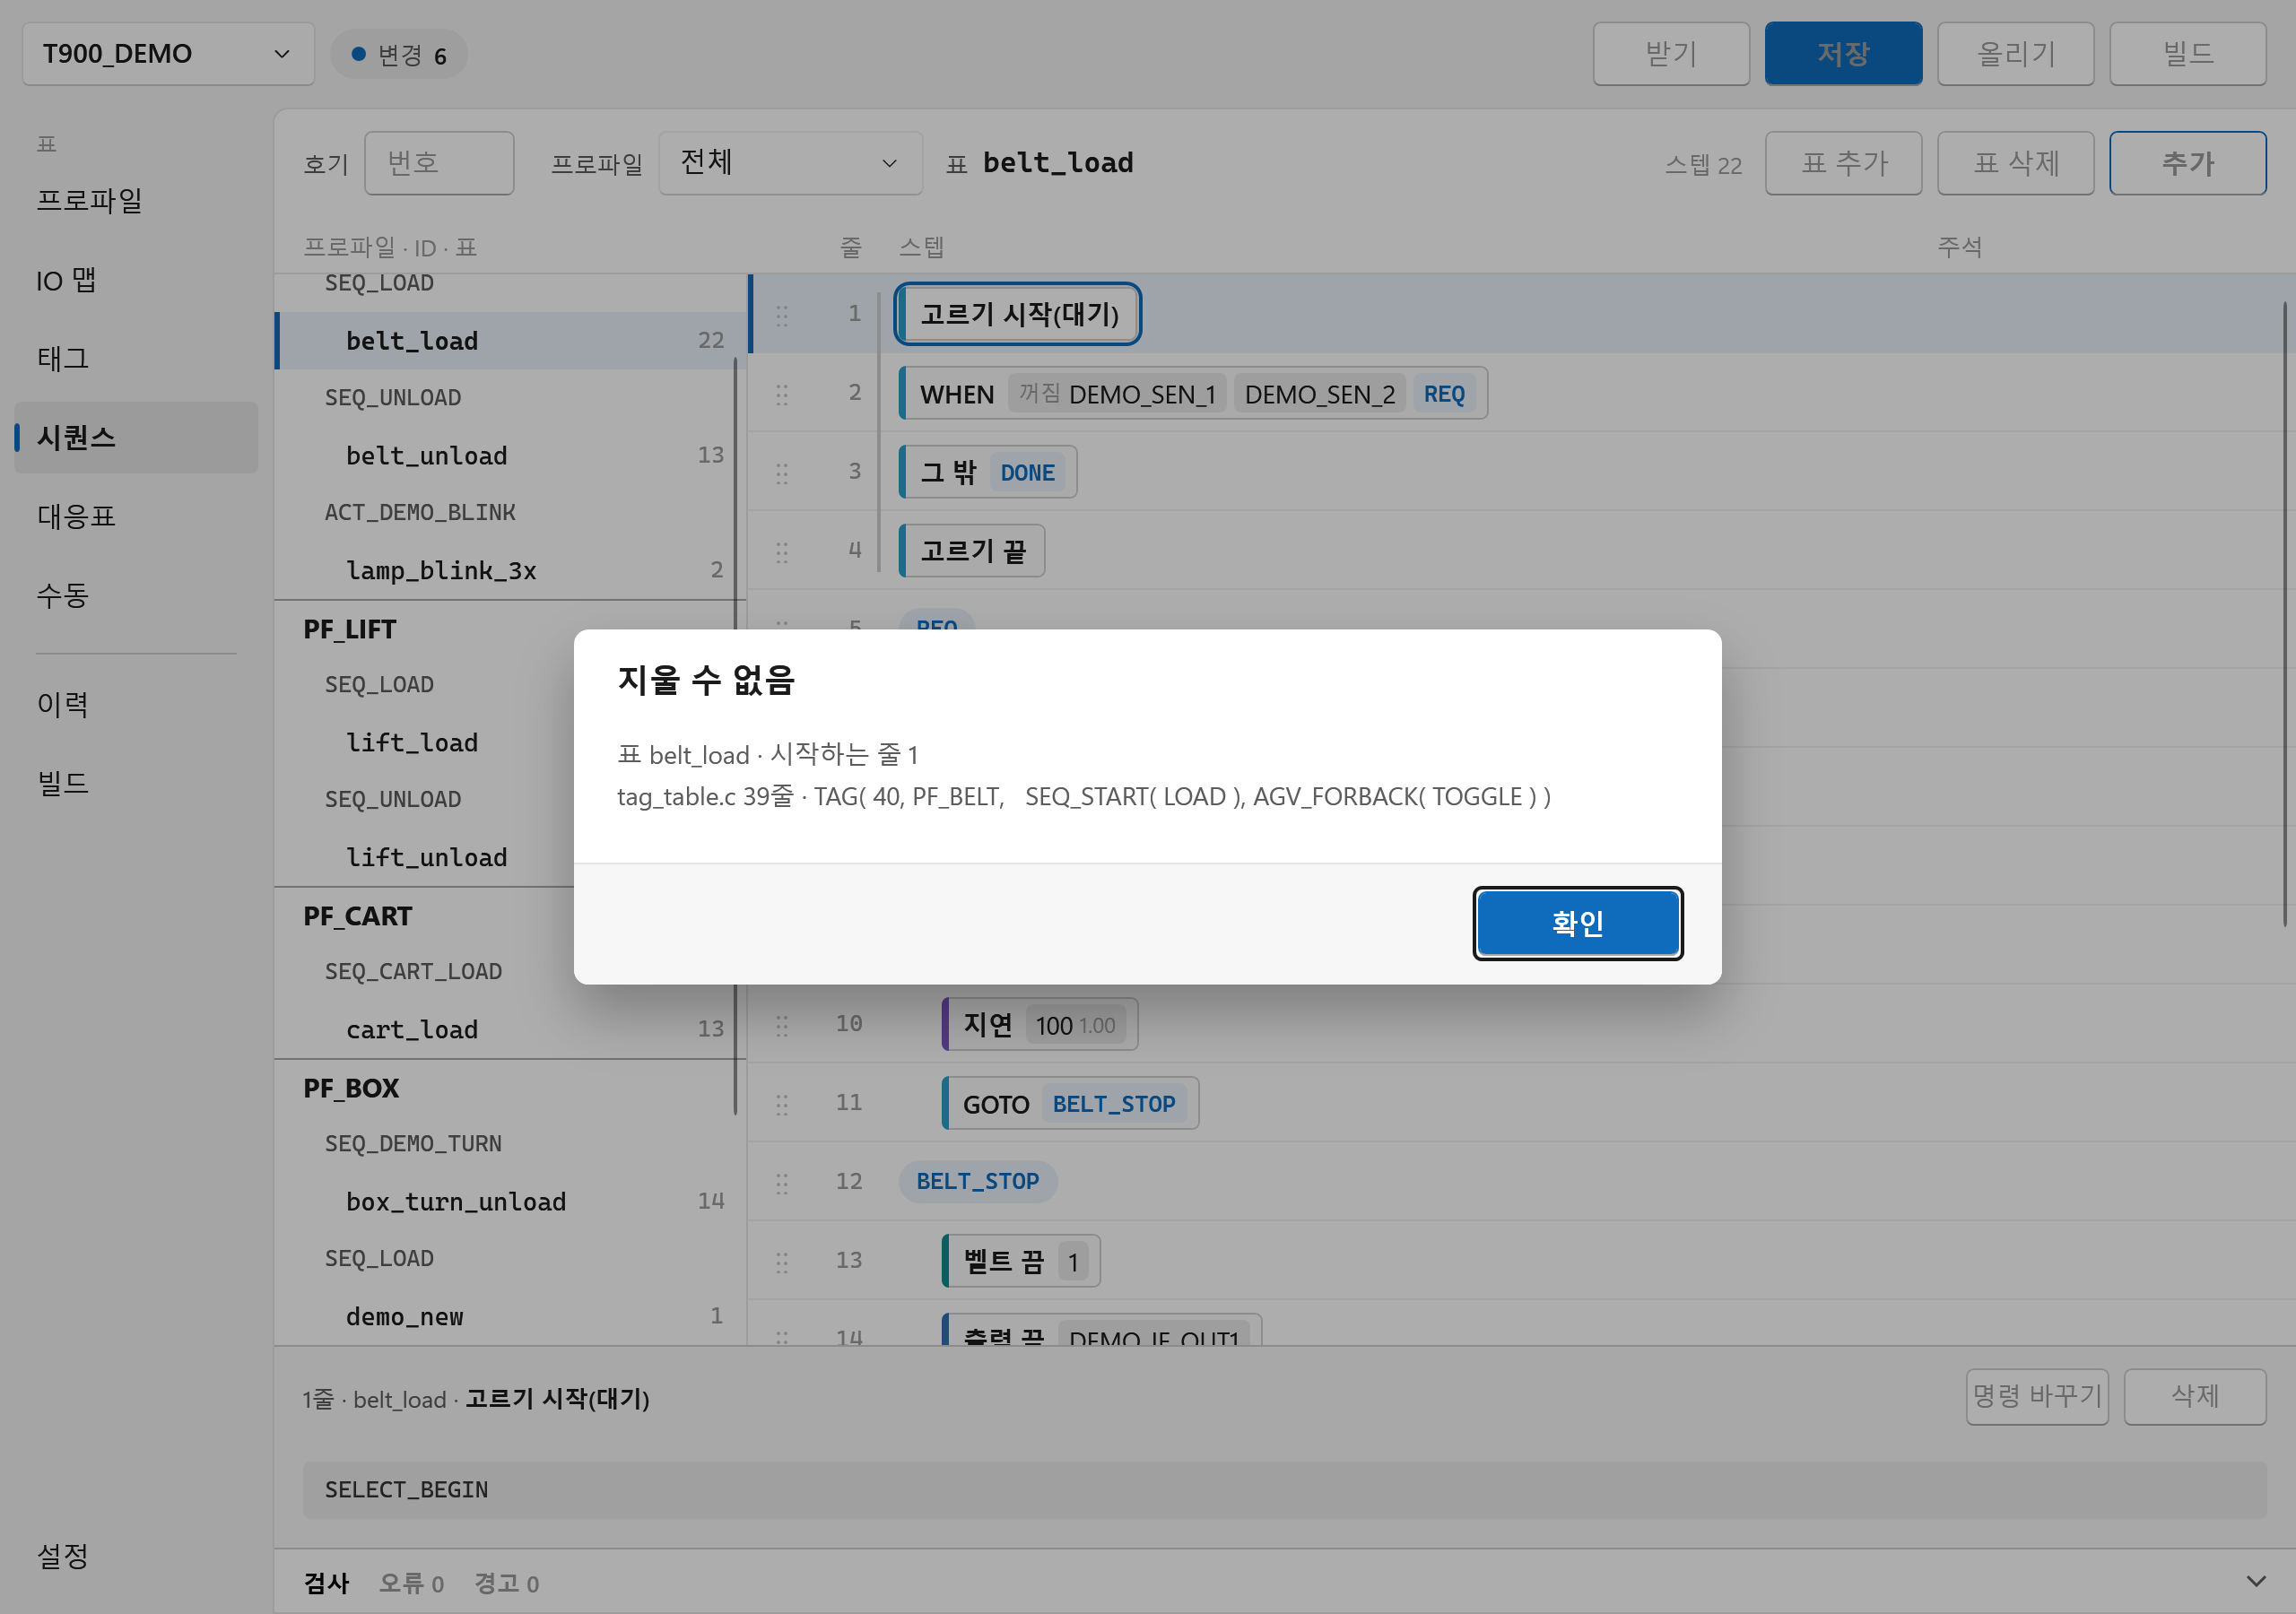 T900_DEMO
변경 6
받기
저장
올리기
빌드
표
프로파일
IO 맵
태그
시퀀스
대응표
수동
이력
빌드
설정
호기 번호
프로파일 전체
표 belt_load
스텝 22
표 추가
표 삭제
추가
프로파일 · ID · 표
줄 스텝
주석
SEQ_LOAD
belt_load 22
SEQ_UNLOAD
belt_unload 13
ACT_DEMO_BLINK
lamp_blink_3x 2
PF_LIFT
SEQ_LOAD
lift_load
SEQ_UNLOAD
lift_unload
PF_CART
SEQ_CART_LOAD
cart_load 13
PF_BOX
SEQ_DEMO_TURN
box_turn_unload 14
SEQ_LOAD
demo_new 1
1 고르기 시작(대기)
2 WHEN 꺼짐 DEMO_SEN_1 DEMO_SEN_2 REQ
3 그 밖 DONE
4 고르기 끝
5 REQ
지울 수 없음
표 belt_load · 시작하는 줄 1
tag_table.c 39줄 · TAG( 40, PF_BELT, SEQ_START( LOAD ), AGV_FORBACK( TOGGLE ) )
확인
10 지연 100 1.00
11 GOTO BELT_STOP
12 BELT_STOP
13 벨트 끔 1
14 출력 끔 DEMO_IF_OUT1
1줄 · belt_load · 고르기 시작(대기)
명령 바꾸기
삭제
SELECT_BEGIN
검사 오류 0 경고 0